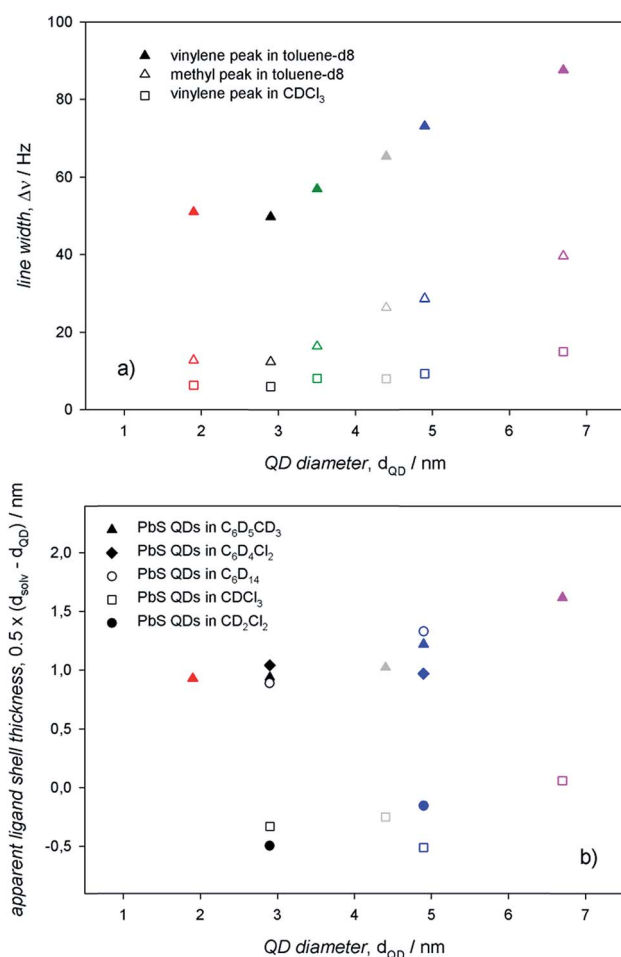 100
80
60
40
20
0
line width, Δν / Hz
▲ vinylene peak in toluene-d8
△ methyl peak in toluene-d8
□ vinylene peak in CDCl₃
a)
1 2 3 4 5 6 7
QD diameter, d_QD / nm
2,0
1,5
1,0
0,5
0,0
-0,5
apparent ligand shell thickness, 0.5 x (d_solv - d_QD) / nm
▲ PbS QDs in C₆D₅CD₃
◆ PbS QDs in C₆D₄Cl₂
○ PbS QDs in C₆D₁₄
□ PbS QDs in CDCl₃
● PbS QDs in CD₂Cl₂
b)
1 2 3 4 5 6 7
QD diameter, d_QD / nm